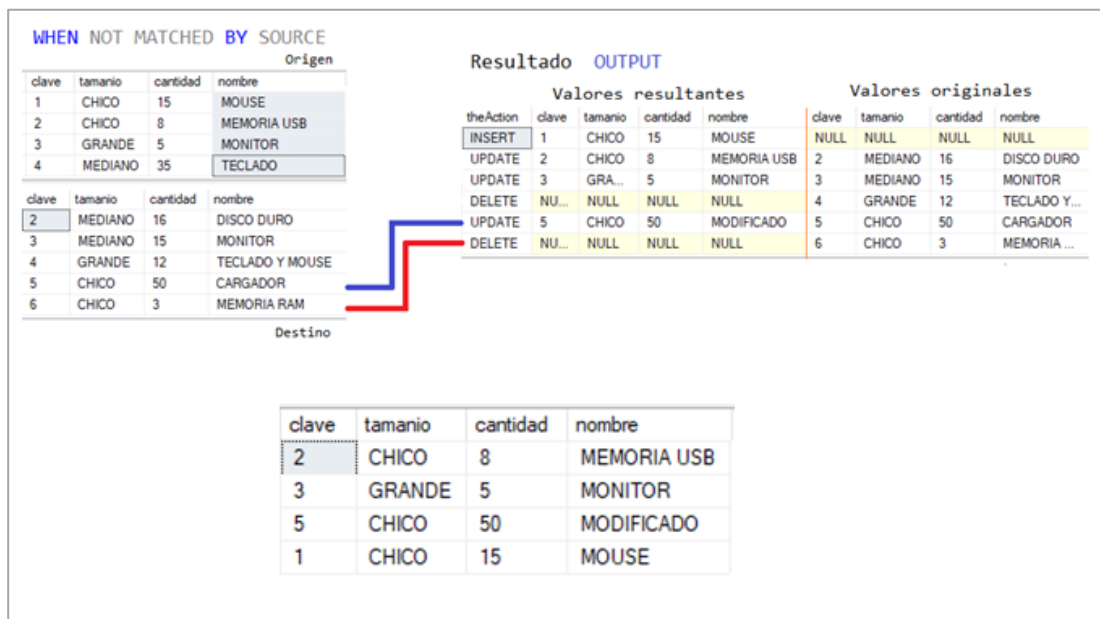 WHEN NOT MATCHED BY SOURCE
Origen
clave tamanio cantidad nombre
1 CHICO 15 MOUSE
2 CHICO 8 MEMORIA USB
3 GRANDE 5 MONITOR
4 MEDIANO 35 TECLADO
clave tamanio cantidad nombre
2 MEDIANO 16 DISCO DURO
3 MEDIANO 15 MONITOR
4 GRANDE 12 TECLADO Y MOUSE
5 CHICO 50 CARGADOR
6 CHICO 3 MEMORIA RAM
Destino
Resultado OUTPUT
Valores resultantes Valores originales
theAction clave tamanio cantidad nombre clave tamanio cantidad nombre
INSERT 1 CHICO 15 MOUSE NULL NULL NULL NULL
UPDATE 2 CHICO 8 MEMORIA USB 2 MEDIANO 16 DISCO DURO
UPDATE 3 GRA... 5 MONITOR 3 MEDIANO 15 MONITOR
DELETE NU... NULL NULL NULL 4 GRANDE 12 TECLADO Y...
UPDATE 5 CHICO 50 MODIFICADO 5 CHICO 50 CARGADOR
DELETE NU... NULL NULL NULL 6 CHICO 3 MEMORIA ...
clave tamanio cantidad nombre
2 CHICO 8 MEMORIA USB
3 GRANDE 5 MONITOR
5 CHICO 50 MODIFICADO
1 CHICO 15 MOUSE